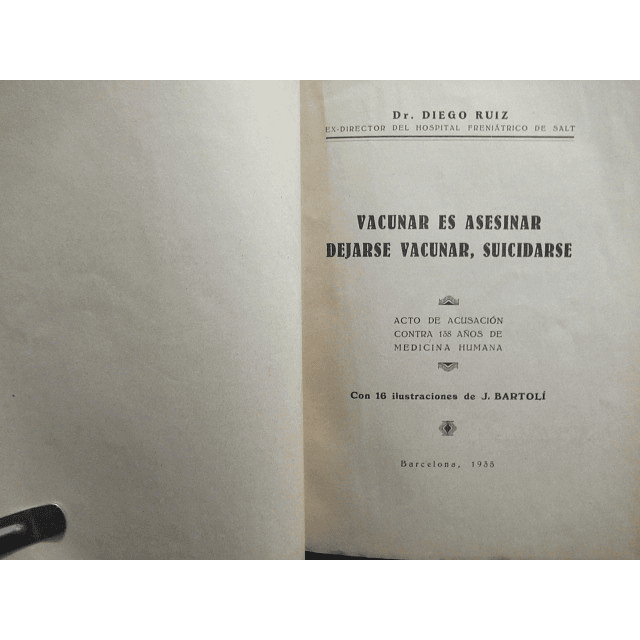 Dr. DIEGO RUIZ
EX-DIRECTOR DEL HOSPITAL FRENIÁTRICO DE SALT
VACUNAR ES ASESINAR
DEJARSE VACUNAR, SUICIDARSE
ACTO DE ACUSACIÓN
CONTRA 138 AÑOS DE
MEDICINA HUMANA
Con 16 ilustraciones de J. BARTOLÍ
Barcelona, 1935